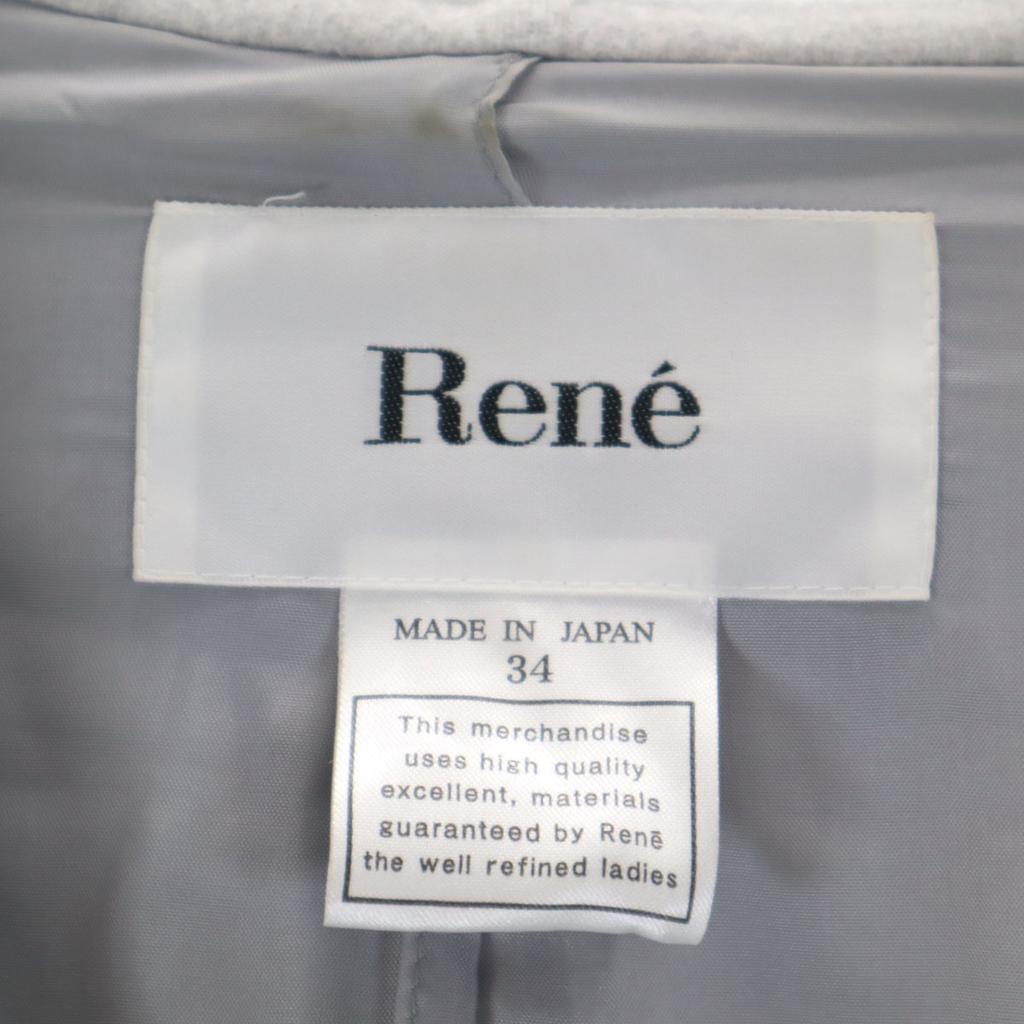 René
MADE IN JAPAN
34
This merchandise
uses high quality
excellent, materials
guaranteed by Renē
the well refined ladies